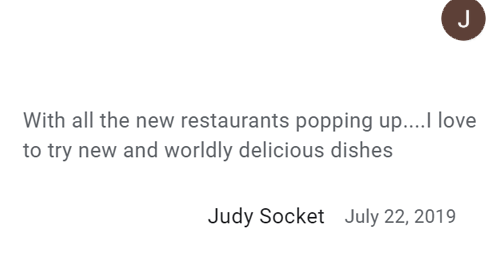 J
With all the new restaurants popping up....I love
to try new and worldly delicious dishes
Judy Socket July 22, 2019